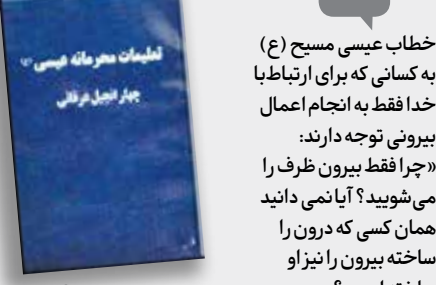 تعلیمات محرمانه عیسی
چهار انجیل عرفانی
خطاب عیسی مسیح (ع)
به کسانی که برای ارتباط با
خدا فقط به انجام اعمال
بیرونی توجه دارند:
«چرا فقط بیرون ظرف را
می‌شویید؟ آیا نمی دانید
همان کسی که درون را
ساخته بیرون را نیز او